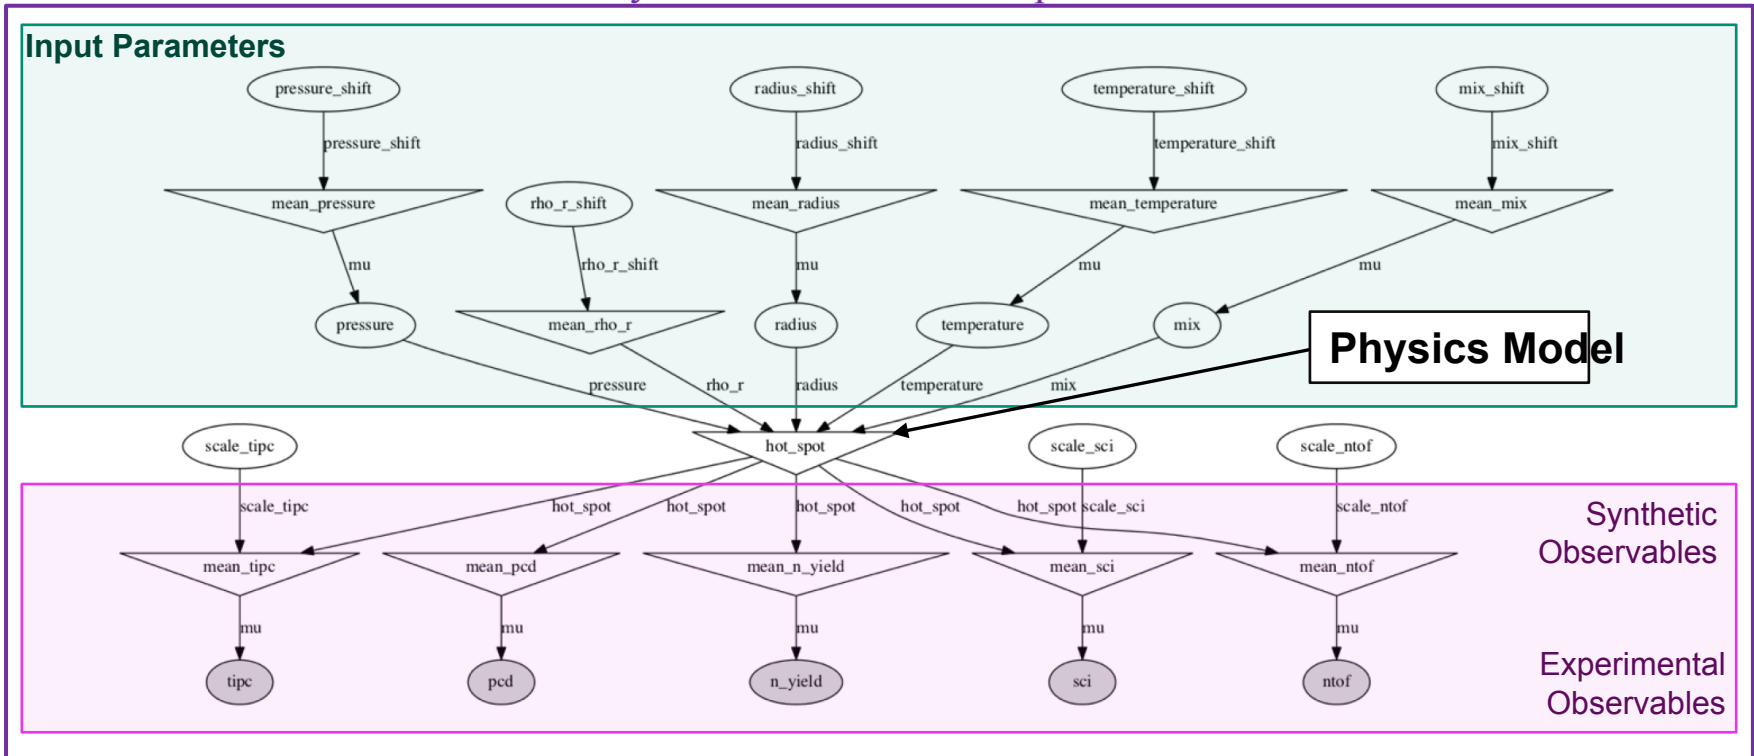 Input Parameters
pressure_shift
radius_shift
temperature_shift
mix_shift
pressure_shift
radius_shift
temperature_shift
mix_shift
mean_pressure
rho_r_shift
mean_radius
mean_temperature
mean_mix
mu
rho_r_shift
mu
mu
mu
pressure
mean_rho_r
radius
temperature
mix
Physics Model
pressure
rho_r
radius
temperature
mix
scale_tipc
hot_spot
scale_sci
scale_ntof
scale_tipc
hot_spot
hot_spot
hot_spot
hot_spot
hot_spot
scale_sci
scale_ntof
Synthetic
Observables
mean_tipc
mean_pcd
mean_n_yield
mean_sci
mean_ntof
mu
mu
mu
mu
mu
Experimental
Observables
tipc
pcd
n_yield
sci
ntof